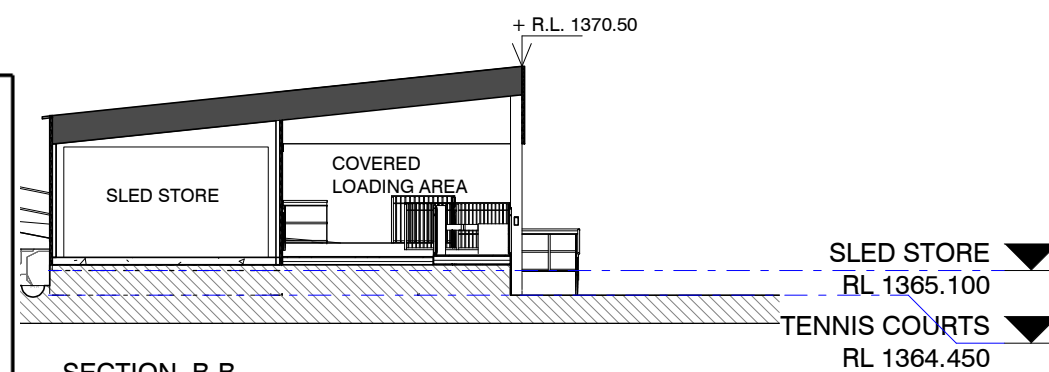 + R.L. 1370.50
COVERED
LOADING AREA
SLED STORE
SLED STORE
RL 1365.100
TENNIS COURTS
RL 1364.450
SECTION B-B